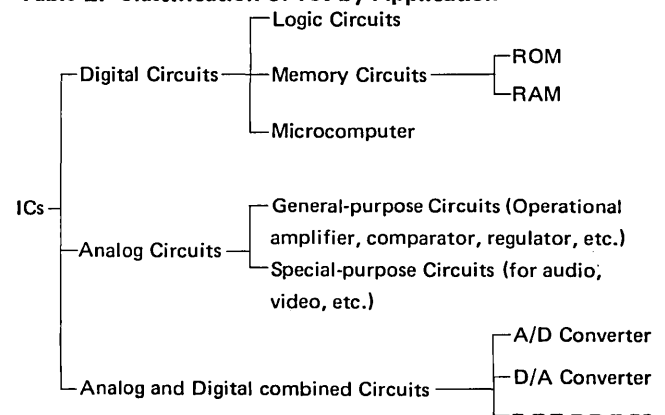 Logic Circuits
Digital Circuits
Memory Circuits
ROM
RAM
Microcomputer
ICs
General-purpose Circuits (Operational
amplifier, comparator, regulator, etc.)
Analog Circuits
Special-purpose Circuits (for audio,
video, etc.)
A/D Converter
D/A Converter
Analog and Digital combined Circuits